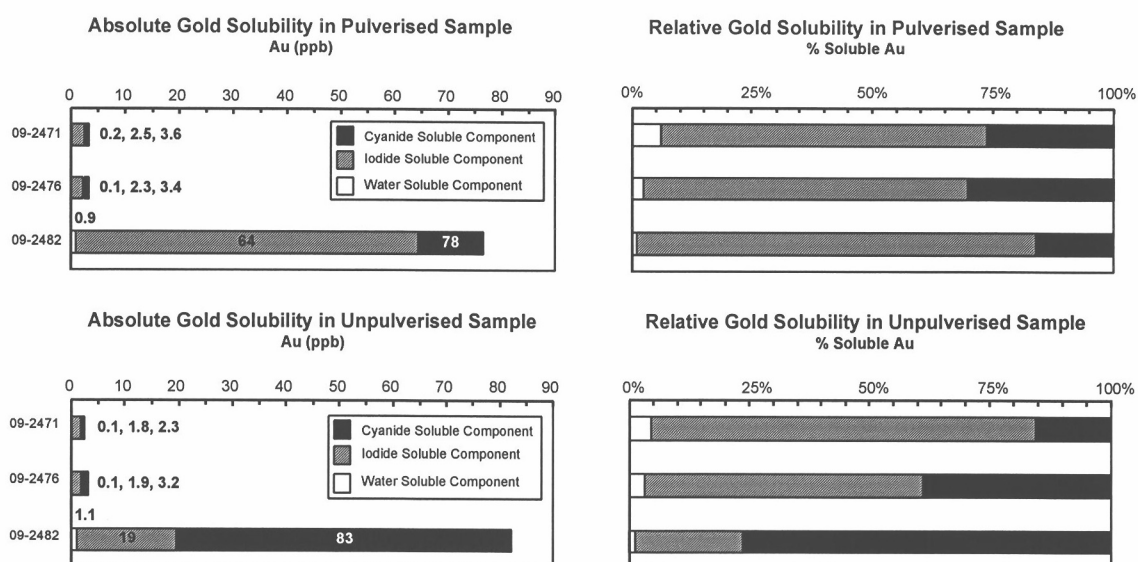 Absolute Gold Solubility in Pulverised Sample
Au (ppb)
0 10 20 30 40 50 60 70 80 90
09-2471
0.2, 2.5, 3.6
09-2476
0.1, 2.3, 3.4
0.9
09-2482
64
78
Cyanide Soluble Component
Iodide Soluble Component
Water Soluble Component
Relative Gold Solubility in Pulverised Sample
% Soluble Au
0% 25% 50% 75% 100%
Absolute Gold Solubility in Unpulverised Sample
Au (ppb)
0 10 20 30 40 50 60 70 80 90
09-2471
0.1, 1.8, 2.3
09-2476
0.1, 1.9, 3.2
1.1
09-2482
19
83
Cyanide Soluble Component
Iodide Soluble Component
Water Soluble Component
Relative Gold Solubility in Unpulverised Sample
% Soluble Au
0% 25% 50% 75% 100%